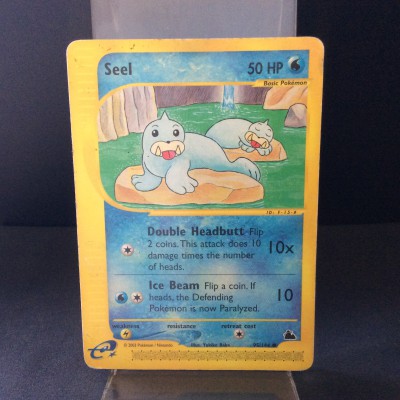 Seel 50 HP
Basic Pokémon
Double Headbutt Flip
2 coins. This attack does 10
damage times the number
of heads.
10x
Ice Beam Flip a coin. If
heads, the Defending
Pokémon is now Paralyzed.
10
weakness resistance retreat cost